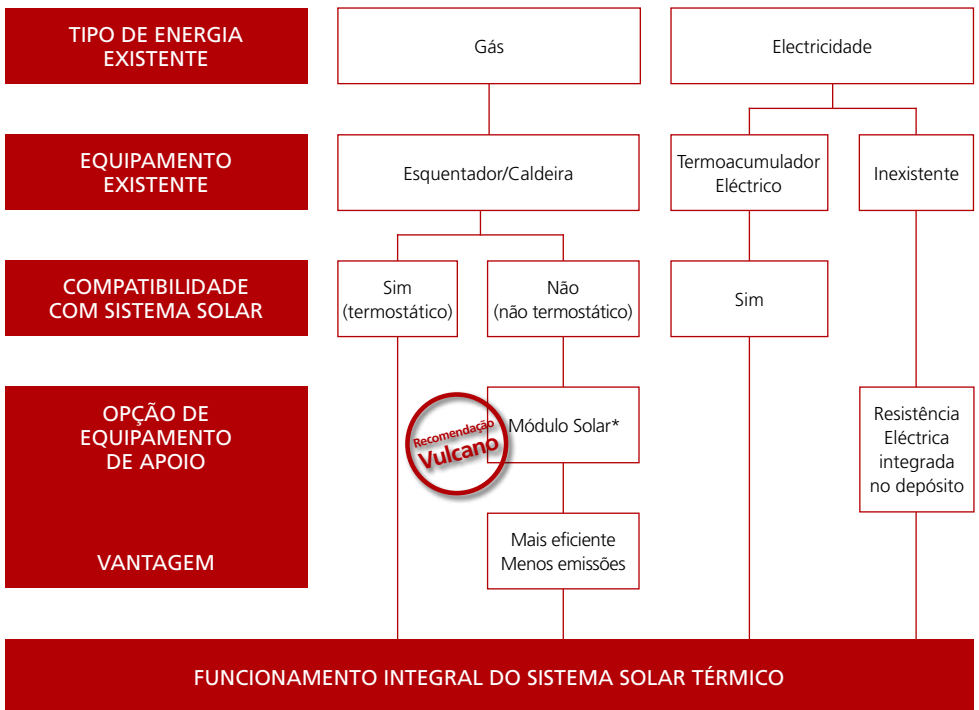 TIPO DE ENERGIA
EXISTENTE
Gás
Electricidade
EQUIPAMENTO
EXISTENTE
Esquentador/Caldeira
Termoacumulador
Eléctrico
Inexistente
COMPATIBILIDADE
COM SISTEMA SOLAR
Sim
(termostático)
Não
(não termostático)
Sim
OPÇÃO DE
EQUIPAMENTO
DE APOIO
Recomendação
Vulcano
Módulo Solar*
Resistência
Eléctrica
integrada
no depósito
VANTAGEM
Mais eficiente
Menos emissões
FUNCIONAMENTO INTEGRAL DO SISTEMA SOLAR TÉRMICO